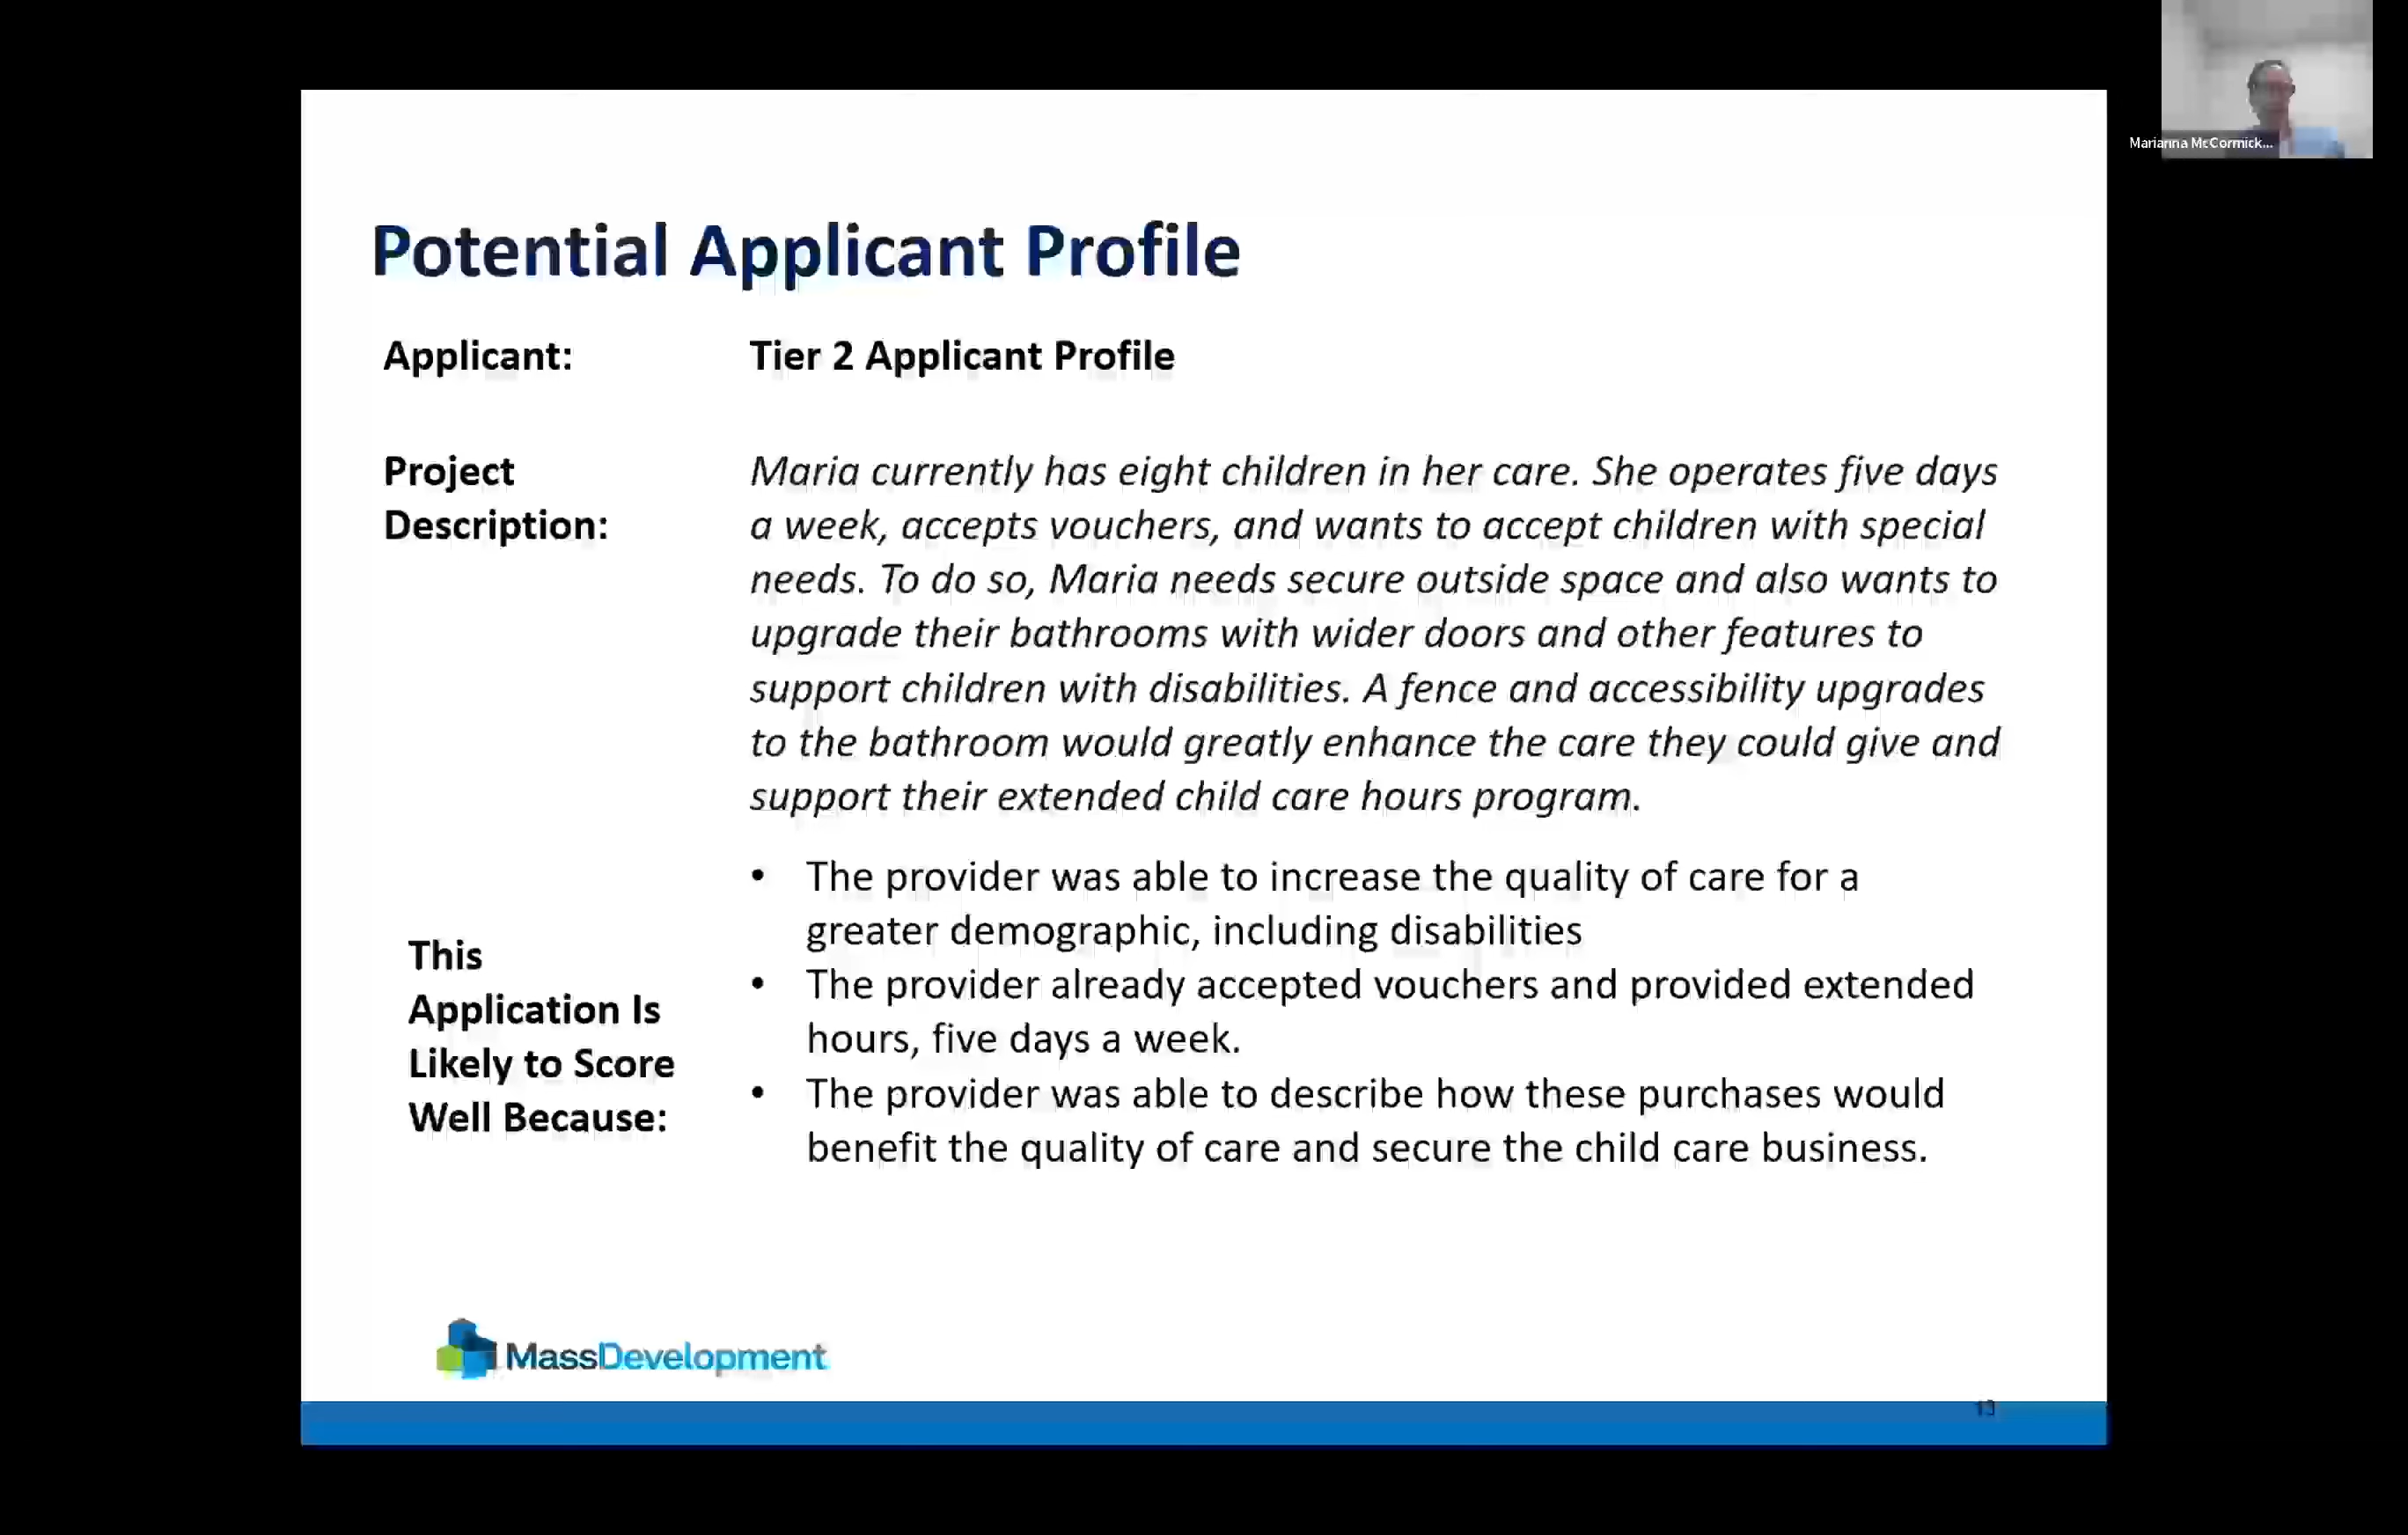 Marianna McCormick...
Potential Applicant Profile
Applicant:
Tier 2 Applicant Profile
Project
Description:
Maria currently has eight children in her care. She operates five days
a week, accepts vouchers, and wants to accept children with special
needs. To do so, Maria needs secure outside space and also wants to
upgrade their bathrooms with wider doors and other features to
support children with disabilities. A fence and accessibility upgrades
to the bathroom would greatly enhance the care they could give and
support their extended child care hours program.
This
Application Is
Likely to Score
Well Because:
• The provider was able to increase the quality of care for a
greater demographic, including disabilities
• The provider already accepted vouchers and provided extended
hours, five days a week.
• The provider was able to describe how these purchases would
benefit the quality of care and secure the child care business.
MassDevelopment
13